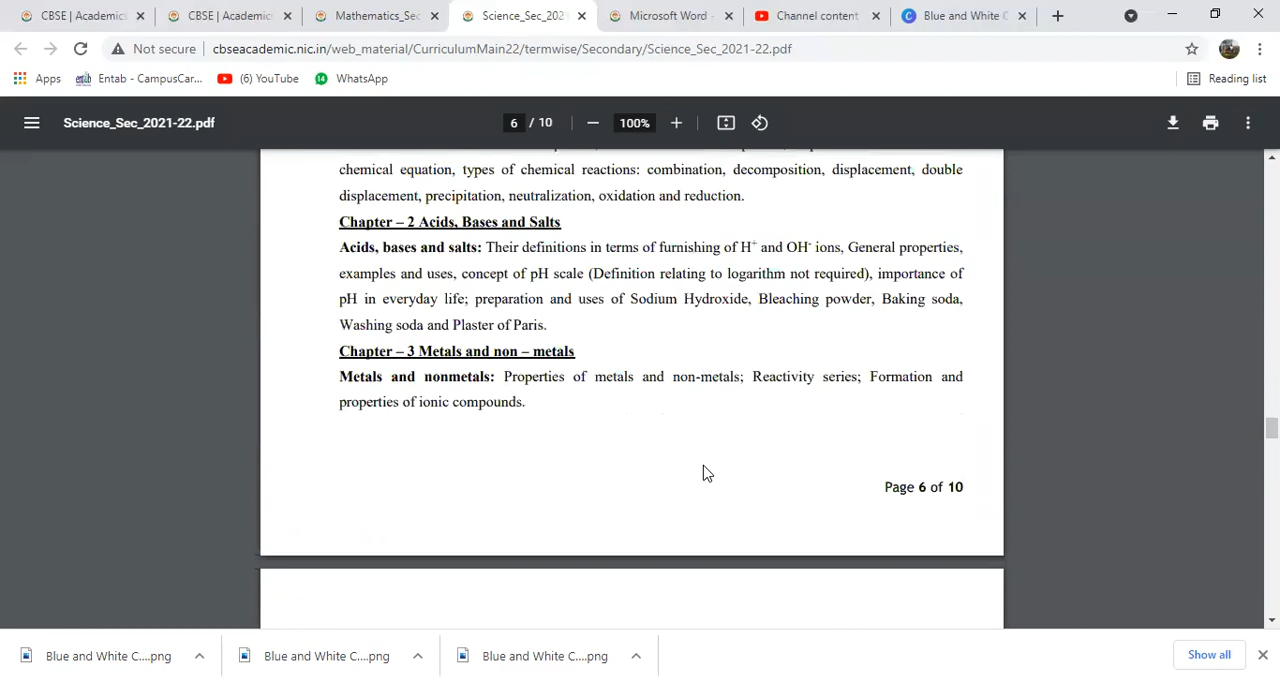 CBSE | Academics
CBSE | Academic
Mathematics_Sec
Science_Sec_202
Microsoft Word -
Channel content
Blue and White C
Not secure
cbseacademic.nic.in/web_material/CurriculumMain22/termwise/Secondary/Science_Sec_2021-22.pdf
Apps
Entab - CampusCar...
(6) YouTube
14
WhatsApp
Reading list
Science_Sec_2021-22.pdf
6 / 10
100%
chemical equation, types of chemical reactions: combination, decomposition, displacement, double
displacement, precipitation, neutralization, oxidation and reduction.
Chapter – 2 Acids, Bases and Salts
Acids, bases and salts: Their definitions in terms of furnishing of H⁺ and OH⁻ ions, General properties,
examples and uses, concept of pH scale (Definition relating to logarithm not required), importance of
pH in everyday life; preparation and uses of Sodium Hydroxide, Bleaching powder, Baking soda,
Washing soda and Plaster of Paris.
Chapter – 3 Metals and non – metals
Metals and nonmetals: Properties of metals and non-metals; Reactivity series; Formation and
properties of ionic compounds.
Page 6 of 10
Blue and White C....png
Blue and White C....png
Blue and White C....png
Show all